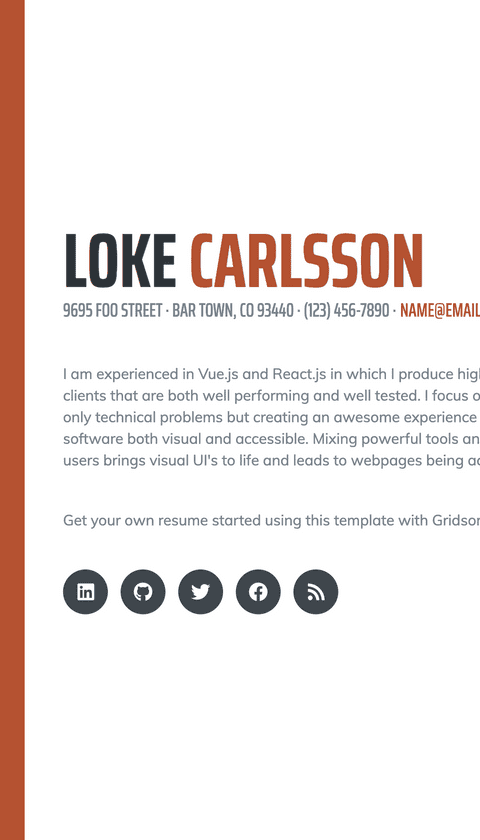 LOKE CARLSSON
9695 FOO STREET · BAR TOWN, CO 93440 · (123) 456-7890 · NAME@EMAIL
I am experienced in Vue.js and React.js in which I produce
clients that are both well performing and well tested. I focus
only technical problems but creating an awesome experience
software both visual and accessible. Mixing powerful tools
users brings visual UI's to life and leads to webpages being
Get your own resume started using this template with
in